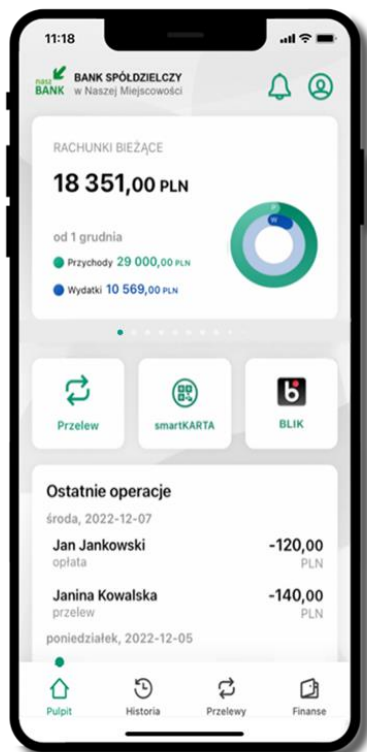 11:18
nasz BANK
BANK SPÓŁDZIELCZY
w Naszej Miejscowości
RACHUNKI BIEŻĄCE
18 351,00 PLN
od 1 grudnia
Przychody 29 000,00 PLN
Wydatki 10 569,00 PLN
P
W
Przelew
smartKARTA
BLIK
Ostatnie operacje
środa, 2022-12-07
Jan Jankowski -120,00
opłata PLN
Janina Kowalska -140,00
przelew PLN
poniedziałek, 2022-12-05
Pulpit Historia Przelewy Finanse